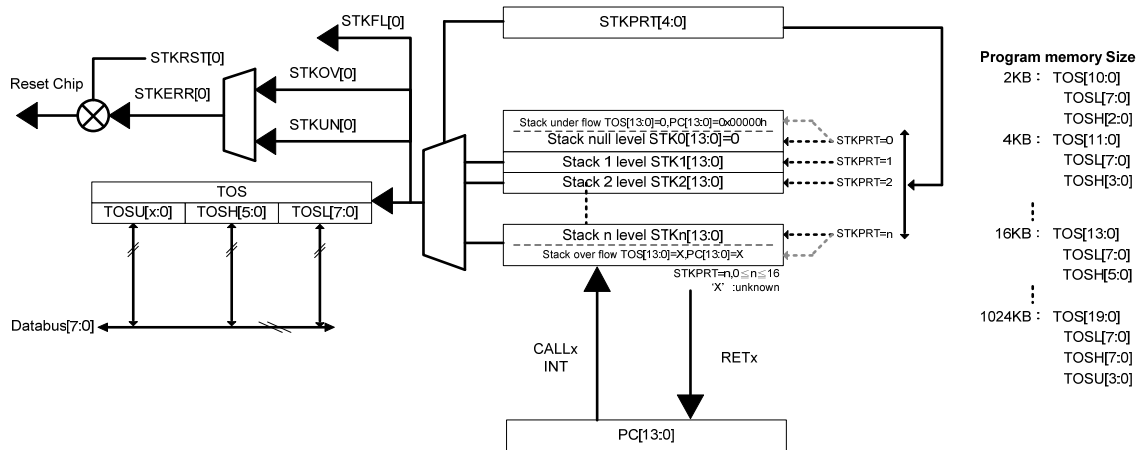 STKPRT[4:0]
STKFL[0]
STKRST[0]
STKOV[0]
Reset Chip
STKERR[0]
STKUN[0]
TOS
TOSU[x:0] TOSH[5:0] TOSL[7:0]
Databus[7:0]
Stack under flow TOS[13:0]=0,PC[13:0]=0x00000h
Stack null level STK0[13:0]=0
Stack 1 level STK1[13:0]
Stack 2 level STK2[13:0]
Stack n level STKn[13:0]
Stack over flow TOS[13:0]=X,PC[13:0]=X
STKPRT=0
STKPRT=1
STKPRT=2
STKPRT=n
STKPRT=n,0≦n≦16
'X' :unknown
CALLx
INT
RETx
PC[13:0]
Program memory Size
2KB : TOS[10:0]
TOSL[7:0]
TOSH[2:0]
4KB : TOS[11:0]
TOSL[7:0]
TOSH[3:0]
16KB : TOS[13:0]
TOSL[7:0]
TOSH[5:0]
1024KB : TOS[19:0]
TOSL[7:0]
TOSH[7:0]
TOSU[3:0]